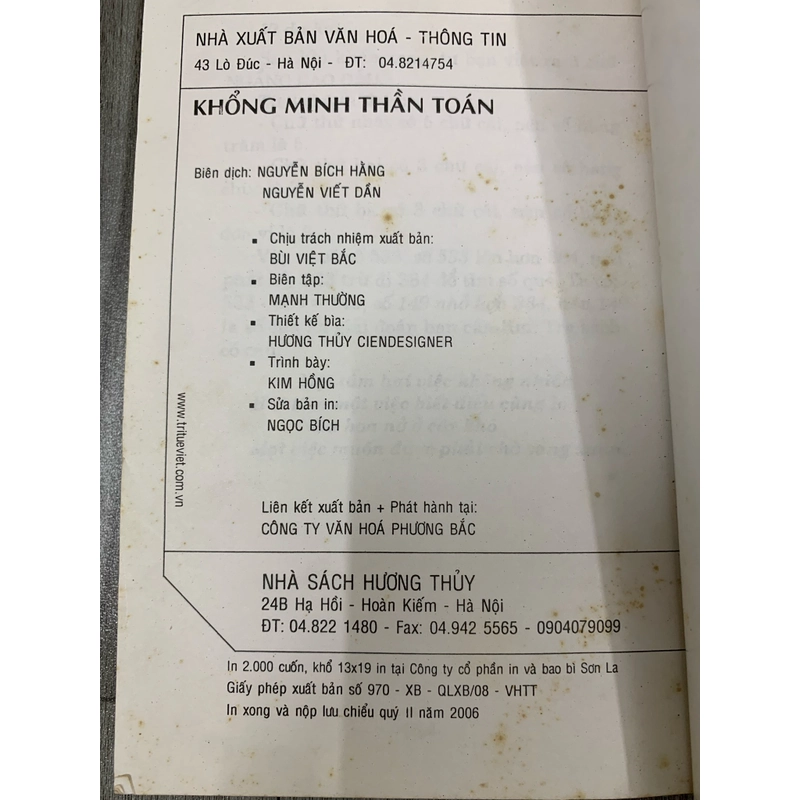 NHÀ XUẤT BẢN VĂN HOÁ - THÔNG TIN
43 Lò Đúc - Hà Nội - ĐT: 04.8214754
KHỔNG MINH THẦN TOÁN
Biên dịch: NGUYỄN BÍCH HẰNG
NGUYỄN VIẾT DẦN
▪ Chịu trách nhiệm xuất bản:
BÙI VIỆT BẮC
▪ Biên tập:
MẠNH THƯỜNG
▪ Thiết kế bìa:
HƯƠNG THỦY CIENDESIGNER
▪ Trình bày:
KIM HỒNG
▪ Sửa bản in:
NGỌC BÍCH
www.tritueviet.com.vn
Liên kết xuất bản + Phát hành tại:
CÔNG TY VĂN HOÁ PHƯƠNG BẮC
NHÀ SÁCH HƯƠNG THỦY
24B Hạ Hồi - Hoàn Kiếm - Hà Nội
ĐT: 04.822 1480 - Fax: 04.942 5565 - 0904079099
In 2.000 cuốn, khổ 13x19 in tại Công ty cổ phần in và bao bì Sơn La
Giấy phép xuất bản số 970 - XB - QLXB/08 - VHTT
In xong và nộp lưu chiểu quý II năm 2006